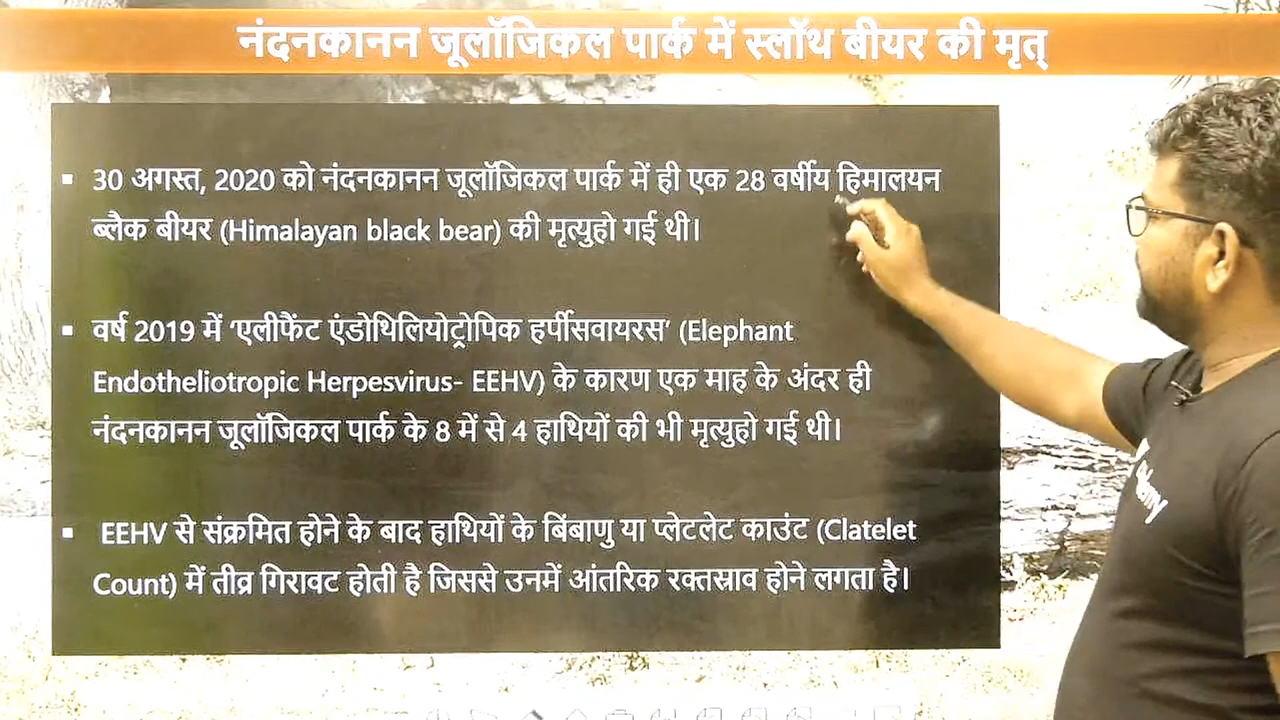 नंदनकानन जूलॉजिकल पार्क में स्लॉथ बीयर की मृत्
30 अगस्त, 2020 को नंदनकानन जूलॉजिकल पार्क में ही एक 28 वर्षीय हिमालयन
ब्लैक बीयर (Himalayan black bear) की मृत्युहो गई थी।
वर्ष 2019 में ‘एलीफैंट एंडोथिलियोट्रोपिक हर्पीसवायरस’ (Elephant
Endotheliotropic Herpesvirus- EEHV) के कारण एक माह के अंदर ही
नंदनकानन जूलॉजिकल पार्क के 8 में से 4 हाथियों की भी मृत्युहो गई थी।
EEHV से संक्रमित होने के बाद हाथियों के बिंबाणु या प्लेटलेट काउंट (Clatelet
Count) में तीव्र गिरावट होती है जिससे उनमें आंतरिक रक्तस्राव होने लगता है।